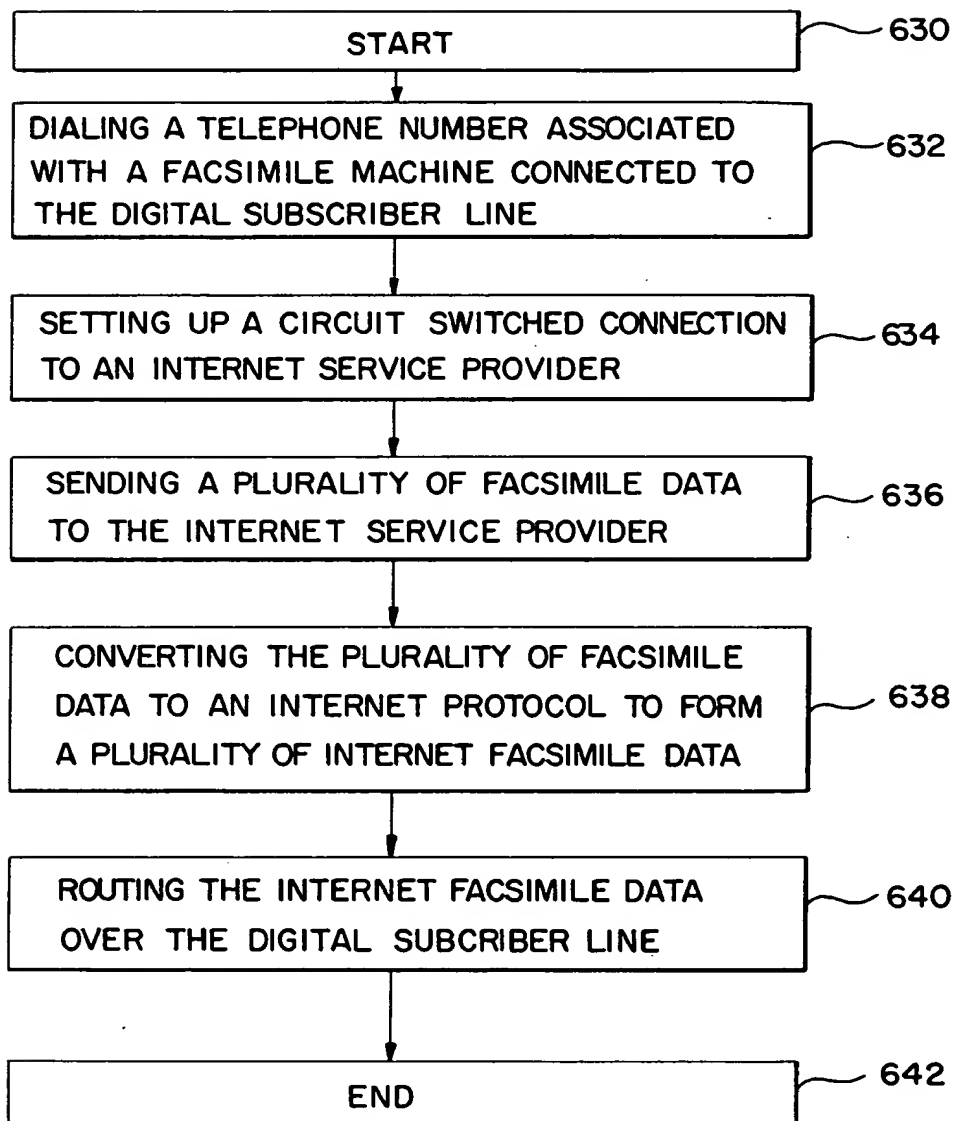 START
630
DIALING A TELEPHONE NUMBER ASSOCIATED
WITH A FACSIMILE MACHINE CONNECTED TO
THE DIGITAL SUBSCRIBER LINE
632
SETTING UP A CIRCUIT SWITCHED CONNECTION
TO AN INTERNET SERVICE PROVIDER
634
SENDING A PLURALITY OF FACSIMILE DATA
TO THE INTERNET SERVICE PROVIDER
636
CONVERTING THE PLURALITY OF FACSIMILE
DATA TO AN INTERNET PROTOCOL TO FORM
A PLURALITY OF INTERNET FACSIMILE DATA
638
ROUTING THE INTERNET FACSIMILE DATA
OVER THE DIGITAL SUBCRIBER LINE
640
END
642